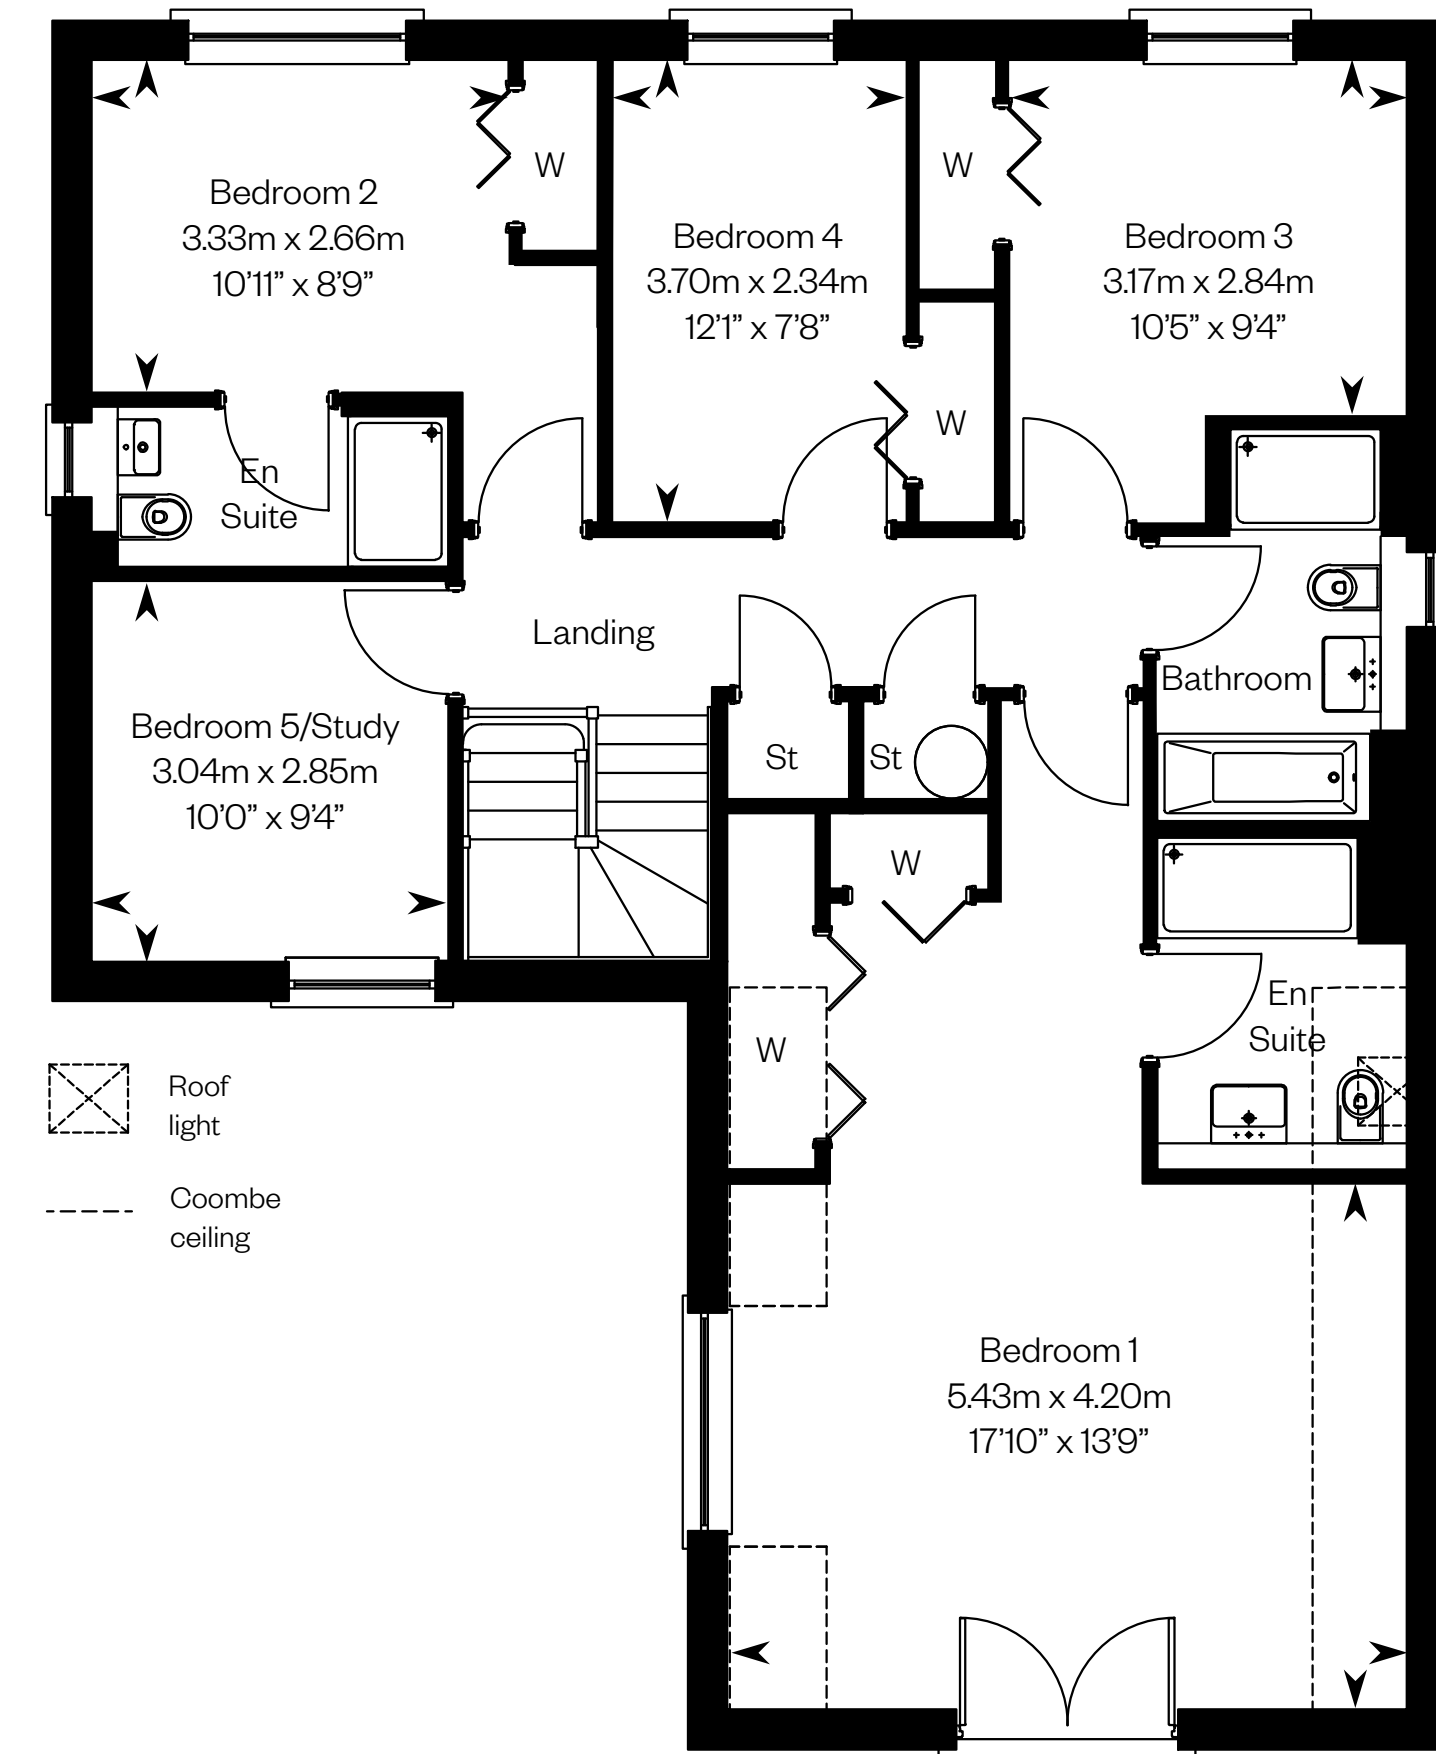 Bedroom 2
3.33m x 2.66m
10’11” x 8’9”
W
Bedroom 4
3.70m x 2.34m
12’1” x 7’8”
W
Bedroom 3
3.17m x 2.84m
10’5” x 9’4”
W
En
Suite
Landing
Bathroom
Bedroom 5/Study
3.04m x 2.85m
10’0” x 9’4”
St
St
W
W
En
Suite
Roof
light
Coombe
ceiling
Bedroom 1
5.43m x 4.20m
17’10” x 13’9”